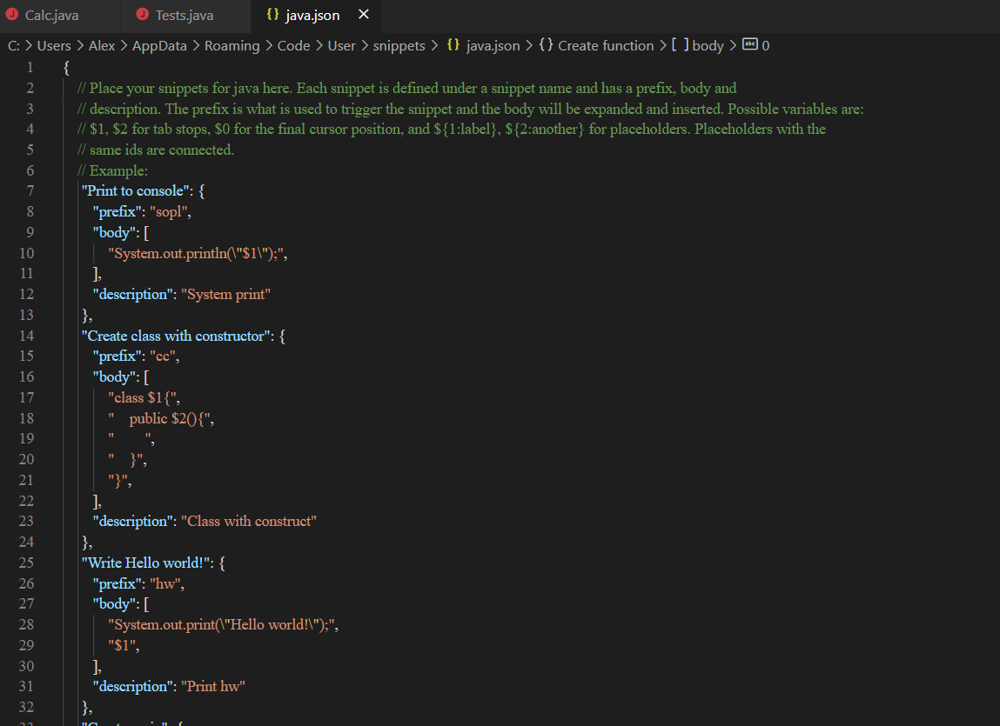 Calc.java Tests.java {} java.json ×
C: > Users > Alex > AppData > Roaming > Code > User > snippets > {} java.json > {} Create function > [ ] body > abc 0
1 {
2 // Place your snippets for java here. Each snippet is defined under a snippet name and has a prefix, body and
3 // description. The prefix is what is used to trigger the snippet and the body will be expanded and inserted. Possible variables are:
4 // $1, $2 for tab stops, $0 for the final cursor position, and ${1:label}, ${2:another} for placeholders. Placeholders with the
5 // same ids are connected.
6 // Example:
7 "Print to console": {
8 "prefix": "sopl",
9 "body": [
10 "System.out.println(\"$1\");",
11 ],
12 "description": "System print"
13 },
14 "Create class with constructor": {
15 "prefix": "cc",
16 "body": [
17 "class $1{",
18 "    public $2(){",
19 "        ",
20 "    }",
21 "}",
22 ],
23 "description": "Class with construct"
24 },
25 "Write Hello world!": {
26 "prefix": "hw",
27 "body": [
28 "System.out.print(\"Hello world!\");",
29 "$1",
30 ],
31 "description": "Print hw"
32 },